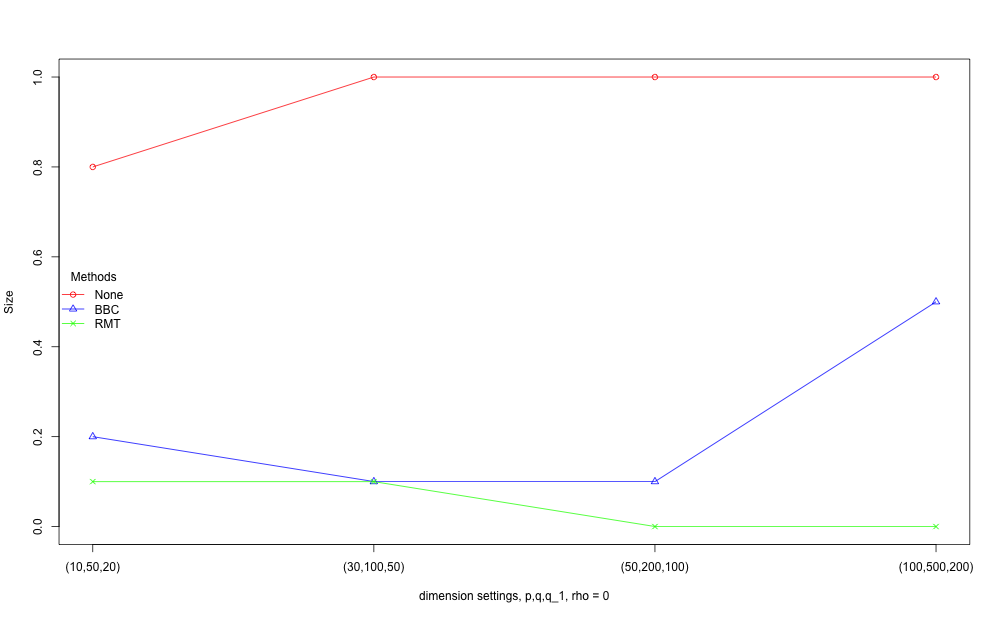 1.0
0.8
0.6
0.4
0.2
0.0
Size
Methods
None
BBC
RMT
(10,50,20)
(30,100,50)
(50,200,100)
(100,500,200)
dimension settings, p,q,q_1, rho = 0